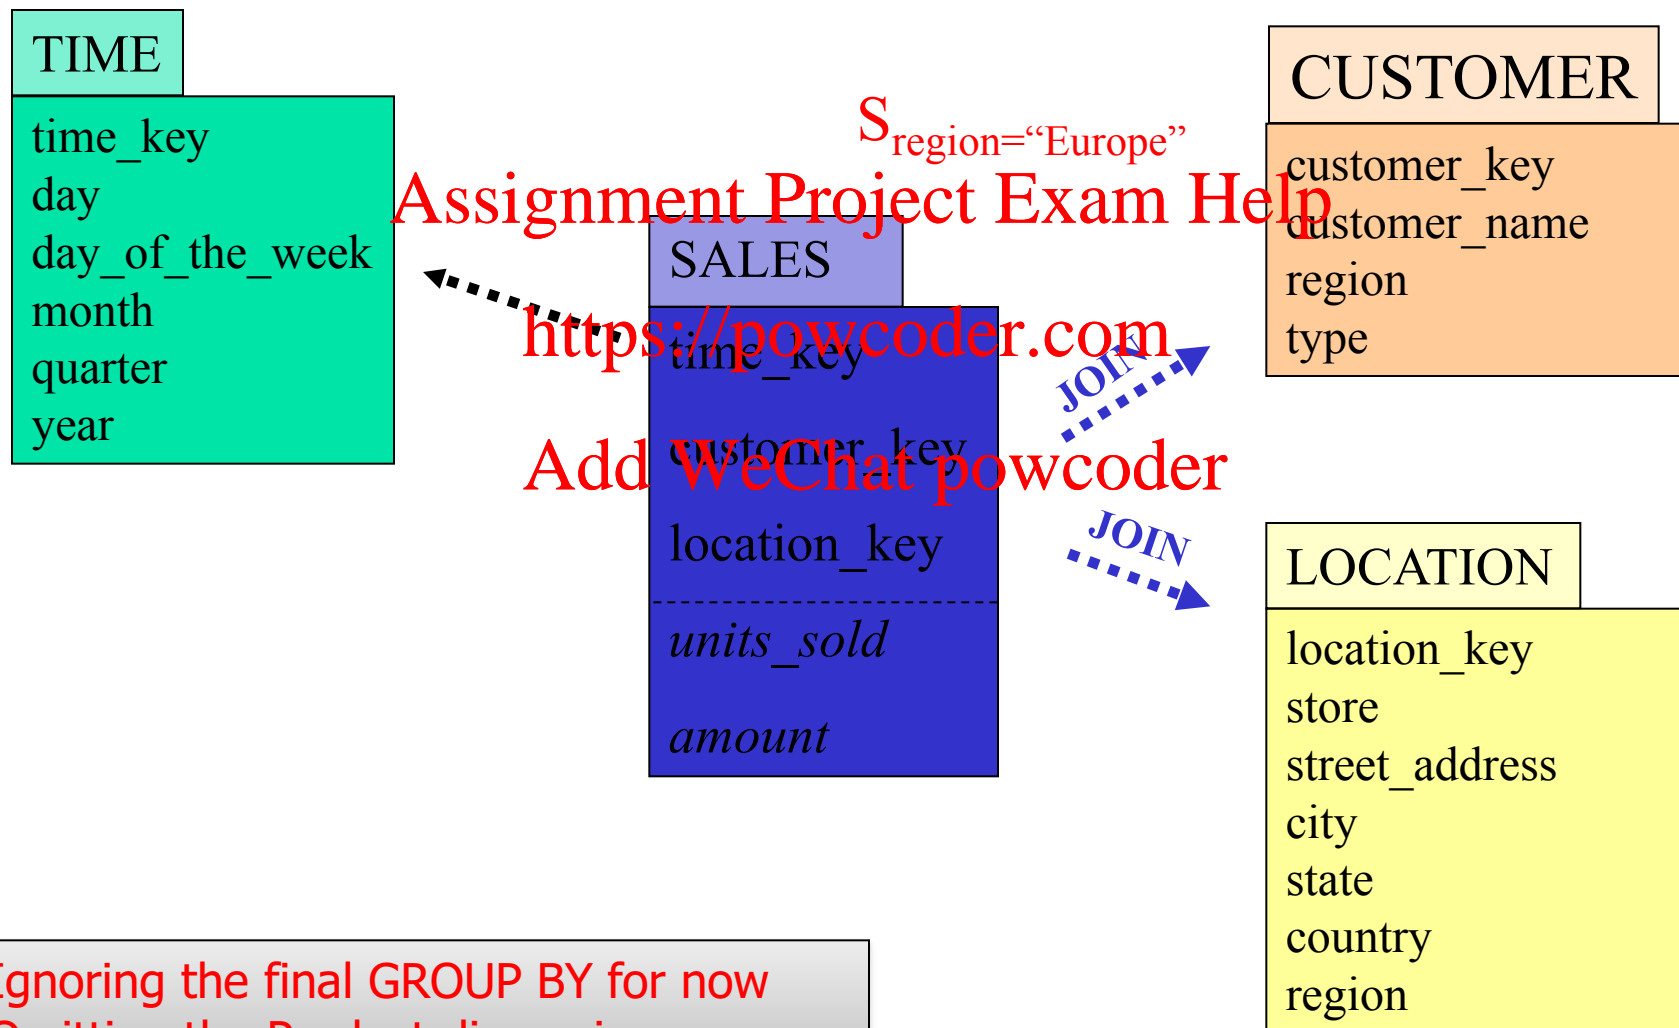 TIME
time_key
day
day_of_the_week
month
quarter
year
S region="Europe"
Assignment Project Exam Help
CUSTOMER
customer_key
customer_name
region
type
SALES
https://powcoder.com
time_key
JOIN
customer_key
Add WeChat powcoder
JOIN
location_key
units_sold
amount
LOCATION
location_key
store
street_address
city
state
country
region
Ignoring the final GROUP BY for now